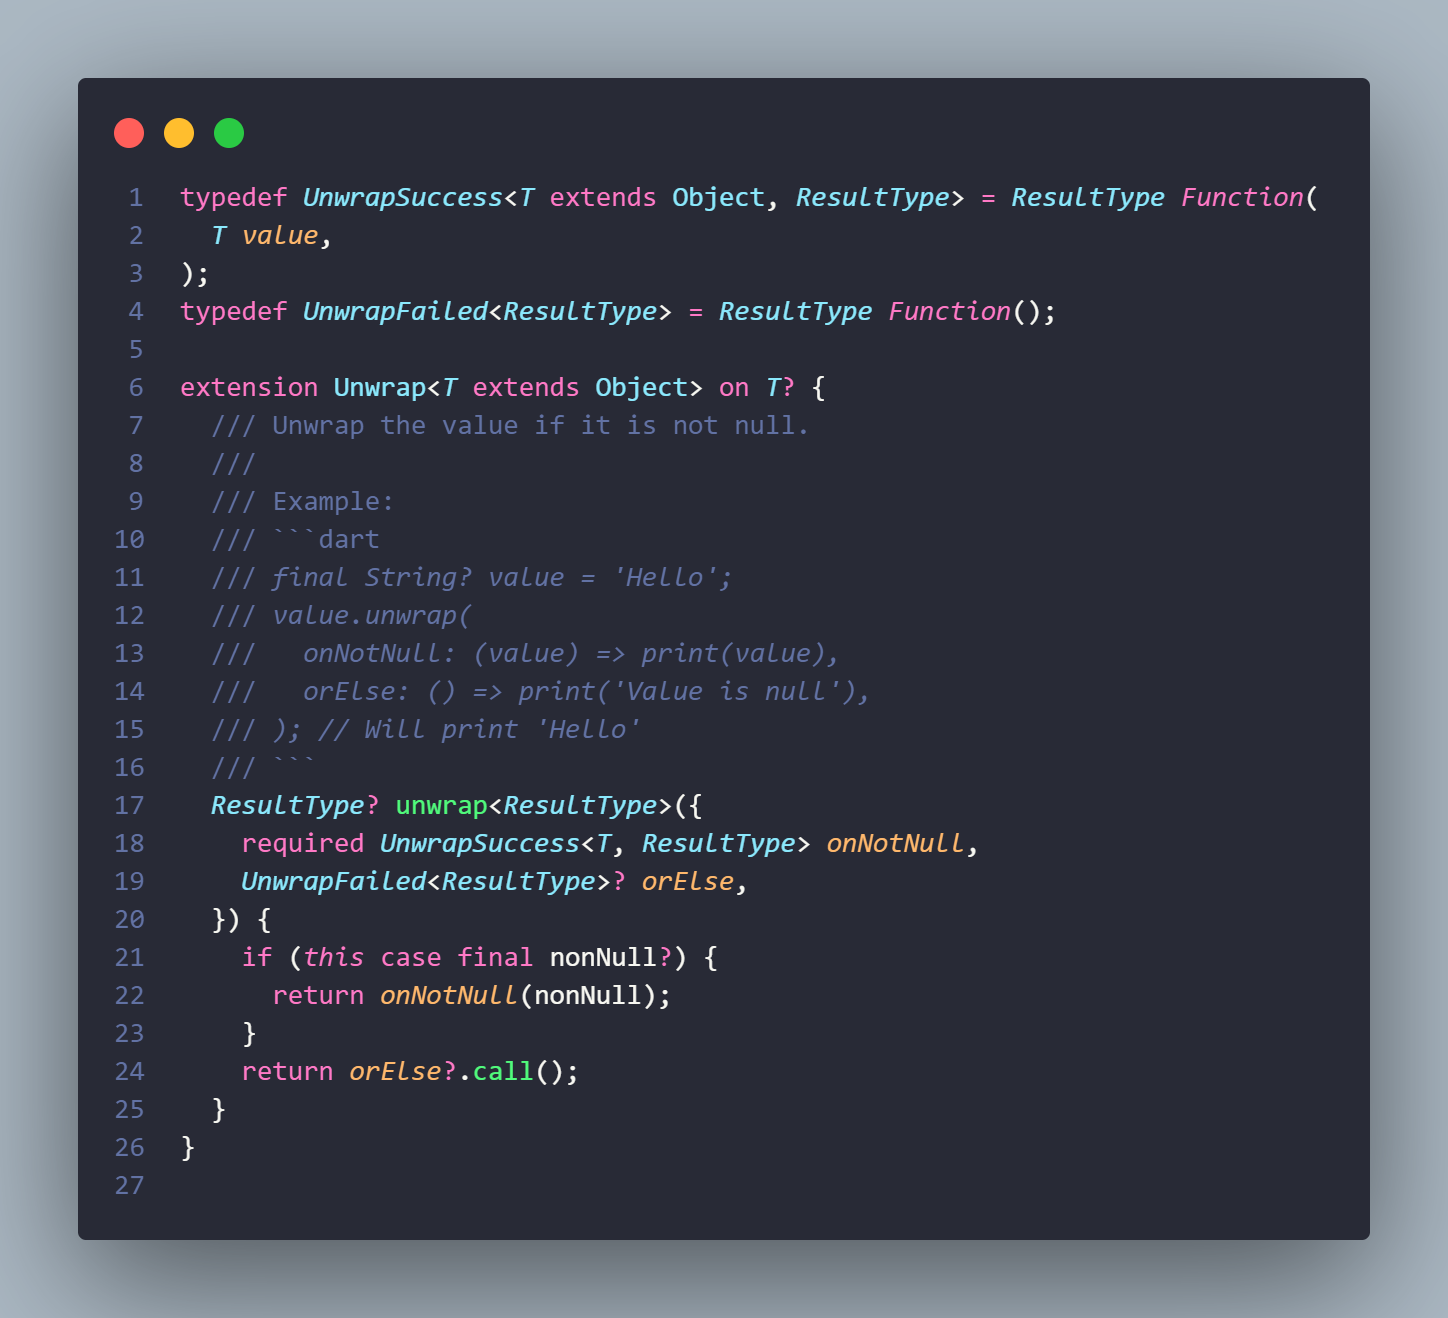 1 typedef UnwrapSuccess<T extends Object, ResultType> = ResultType Function(
2   T value,
3 );
4 typedef UnwrapFailed<ResultType> = ResultType Function();
5
6 extension Unwrap<T extends Object> on T? {
7   /// Unwrap the value if it is not null.
8   ///
9   /// Example:
10   /// ```dart
11   /// final String? value = 'Hello';
12   /// value.unwrap(
13   ///   onNotNull: (value) => print(value),
14   ///   orElse: () => print('Value is null'),
15   /// ); // Will print 'Hello'
16   /// ```
17   ResultType? unwrap<ResultType>({
18     required UnwrapSuccess<T, ResultType> onNotNull,
19     UnwrapFailed<ResultType>? orElse,
20   }) {
21     if (this case final nonNull?) {
22       return onNotNull(nonNull);
23     }
24     return orElse?.call();
25   }
26 }
27